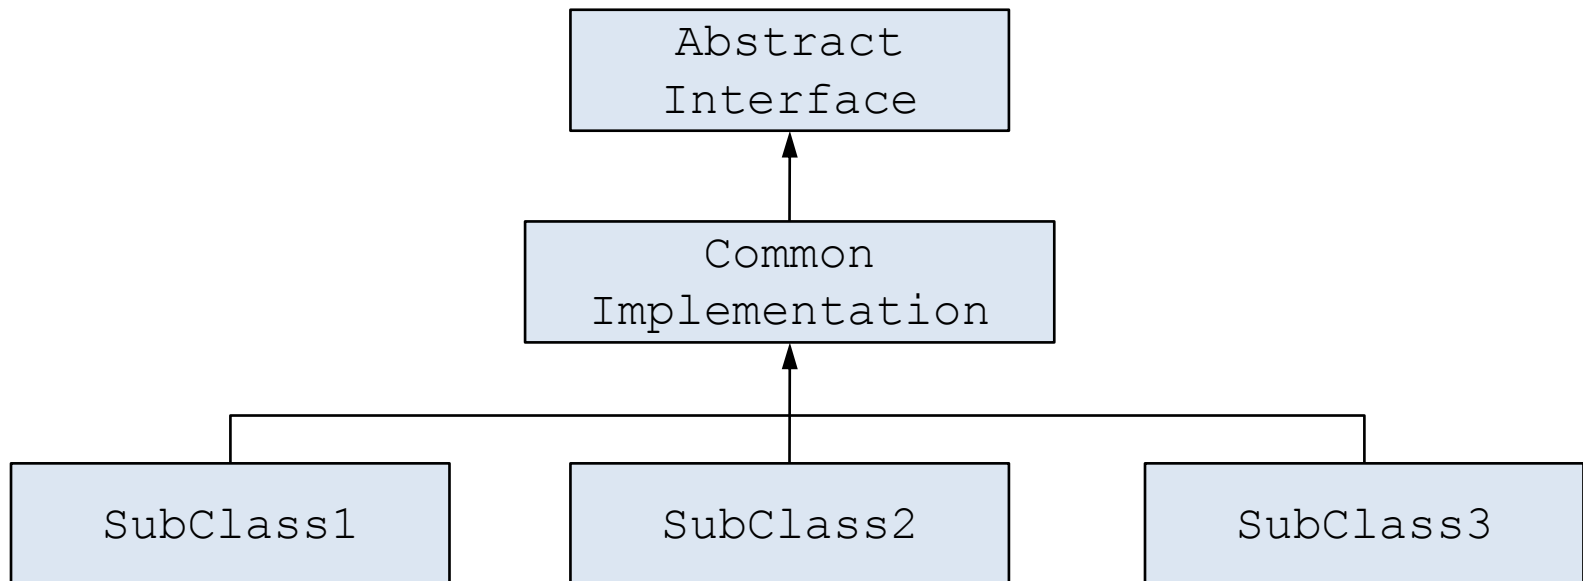 Abstract
Interface
Common
Implementation
SubClass1
SubClass2
SubClass3